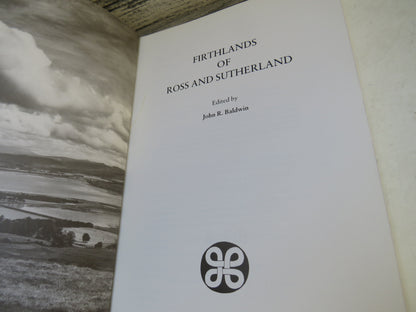 FIRTHLANDS
OF
ROSS AND SUTHERLAND
Edited by
John R. Baldwin